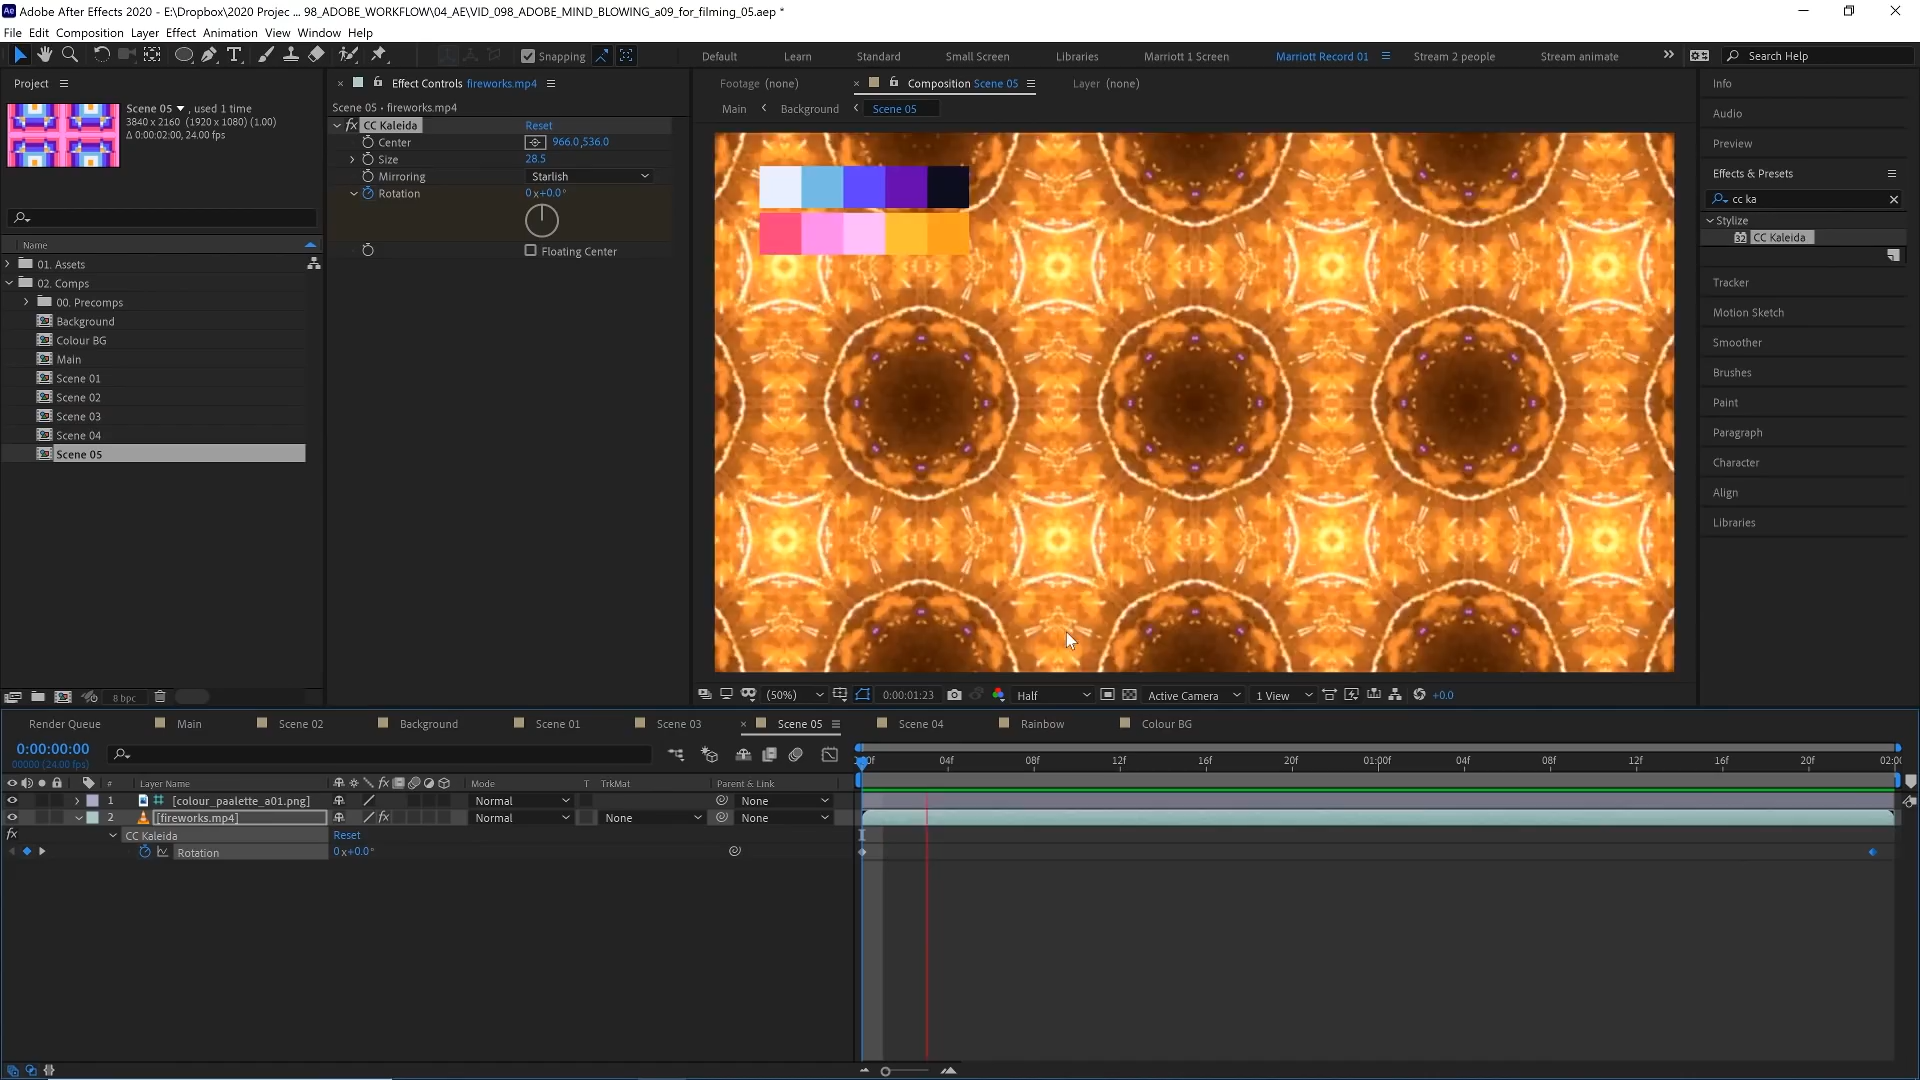 Adobe After Effects 2020 - E:\Dropbox\2020 Projec ... 98_ADOBE_WORKFLOW\04_AE\VID_098_ADOBE_MIND_BLOWING_a09_for_filming_05.aep *
File Edit Composition Layer Effect Animation View Window Help
Snapping
Default Learn Standard Small Screen Libraries Marriott 1 Screen Marriott Record 01 Stream 2 people Stream animate
Search Help
Project
Scene 05, used 1 time
3840 x 2160 (1920 x 1080) (1.00)
Δ 0:00:02:00, 24.00 fps
Name
01. Assets
02. Comps
00. Precomps
Background
Colour BG
Main
Scene 01
Scene 02
Scene 03
Scene 04
Scene 05
8 bpc
Effect Controls fireworks.mp4
Scene 05 • fireworks.mp4
fx CC Kaleida Reset
Center 966.0,536.0
Size 28.5
Mirroring Starlish
Rotation 0 x+0.0°
Floating Center
Footage (none) Composition Scene 05 Layer (none)
Main Background Scene 05
(50%) 0:00:01:23 Half Active Camera 1 View +0.0
Info
Audio
Preview
Effects & Presets
cc ka
Stylize
32 CC Kaleida
Tracker
Motion Sketch
Smoother
Brushes
Paint
Paragraph
Character
Align
Libraries
Render Queue Main Scene 02 Background Scene 01 Scene 03 Scene 05 Scene 04 Rainbow Colour BG
0:00:00:00
00000 (24.00 fps)
04f 08f 12f 16f 20f 01:00f 04f 08f 12f 16f 20f 02:00
# Layer Name fx Mode T TrkMat Parent & Link
1 [colour_paalette_a01.png] Normal None
2 [fireworks.mp4] fx Normal None None
fx CC Kaleida Reset
Rotation 0 x+0.0°